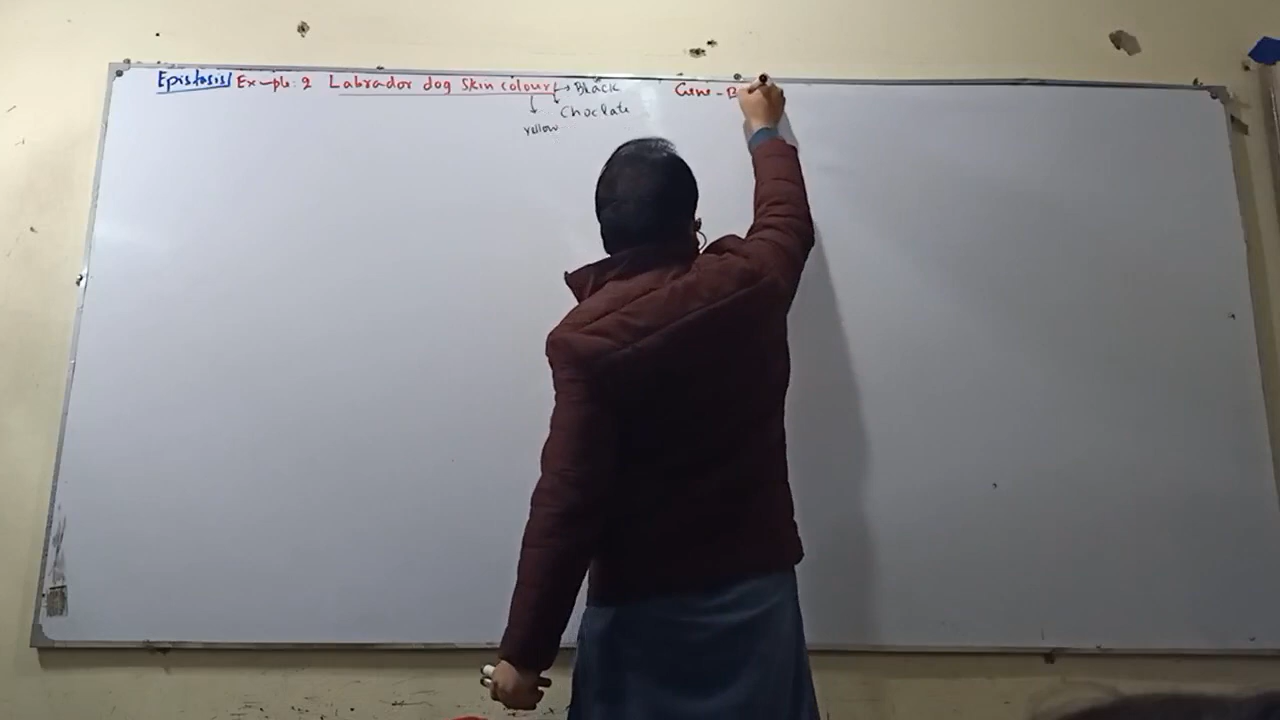 Epistasis/ Ex-ple:2 Labrador dog skin colour → Black
Gene-B
Choclate
yellow